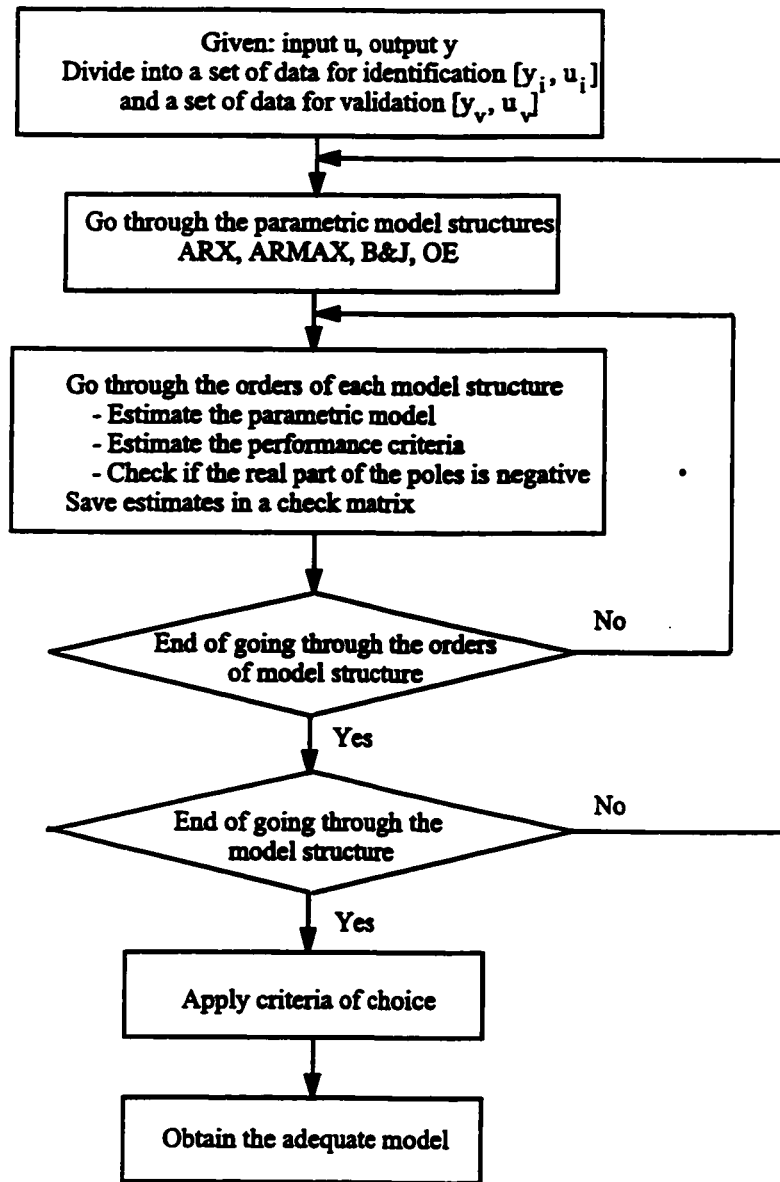 Given: input u, output y
Divide into a set of data for identification [y_i, u_i]
and a set of data for validation [y_v, u_v]
Go through the parametric model structures
ARX, ARMAX, B&J, OE
Go through the orders of each model structure
- Estimate the parametric model
- Estimate the performance criteria
- Check if the real part of the poles is negative
Save estimates in a check matrix
End of going through the orders
of model structure
No
Yes
End of going through the
model structure
No
Yes
Apply criteria of choice
Obtain the adequate model